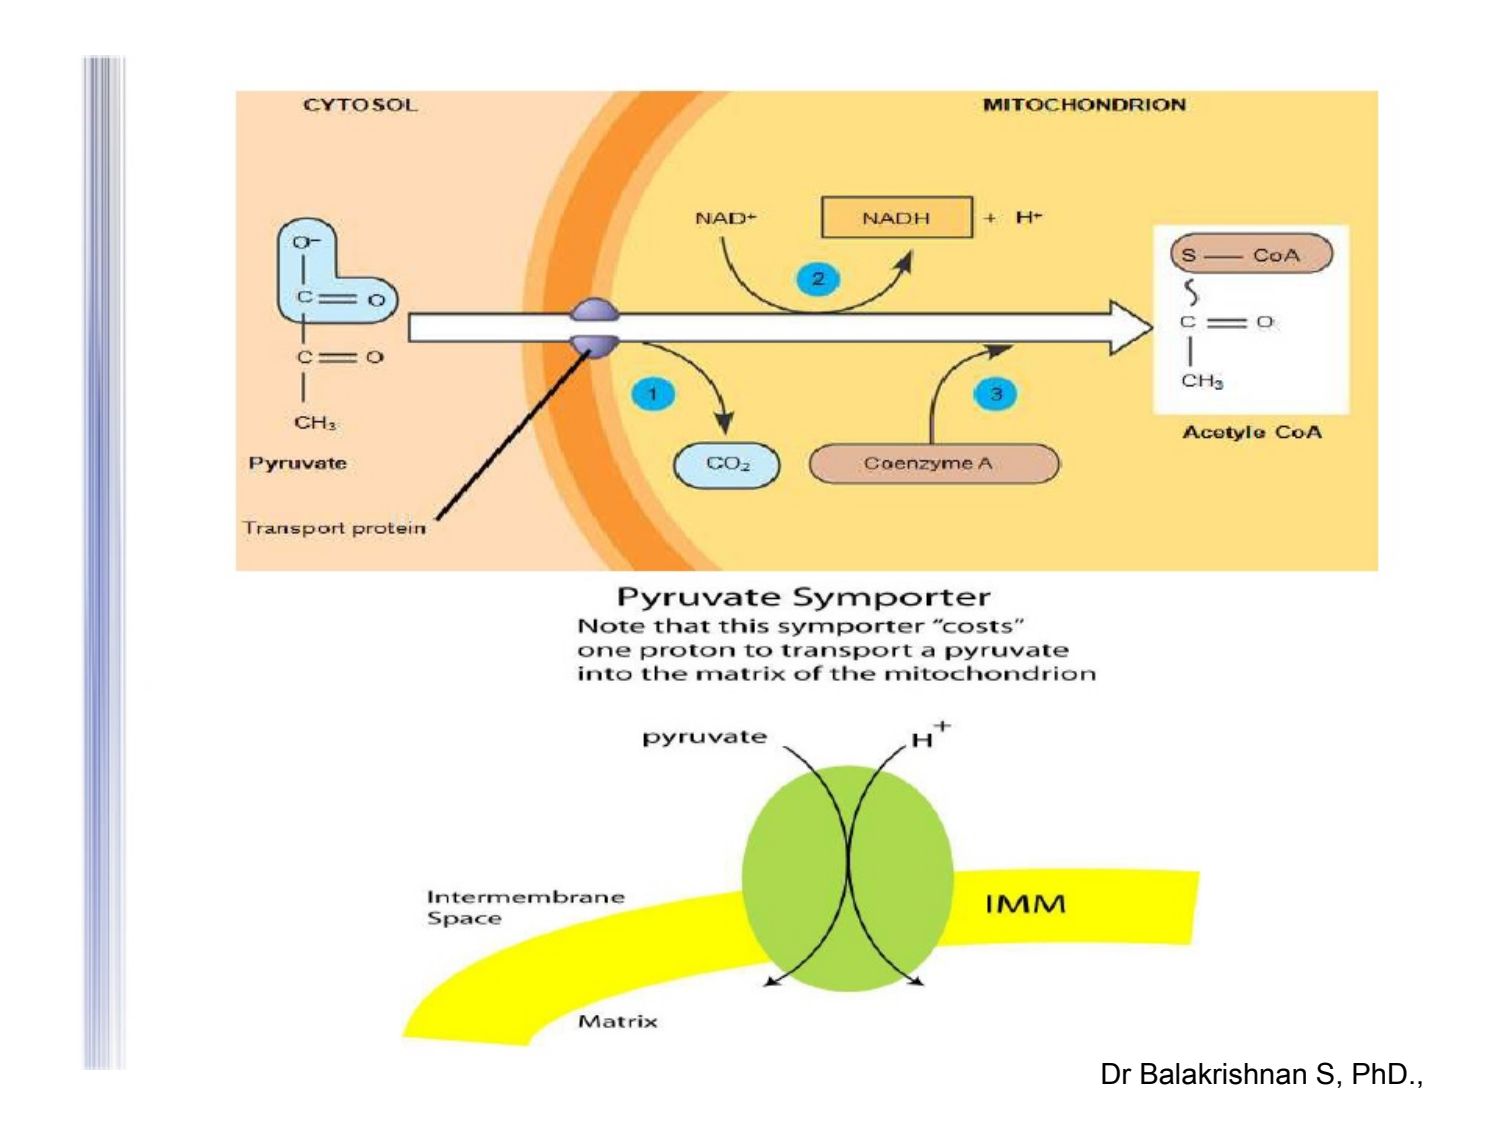 CYTOSOL
MITOCHONDRION
NAD+
NADH + H+
O−
C = O
C = O
CH3
Pyruvate
Transport protein
2
1
3
CO2
Coenzyme A
S — CoA
C = O
CH3
Acetyle CoA
Pyruvate Symporter
Note that this symporter “costs”
one proton to transport a pyruvate
into the matrix of the mitochondrion
pyruvate
H+
Intermembrane
Space
IMM
Matrix
Dr Balakrishnan S, PhD.,